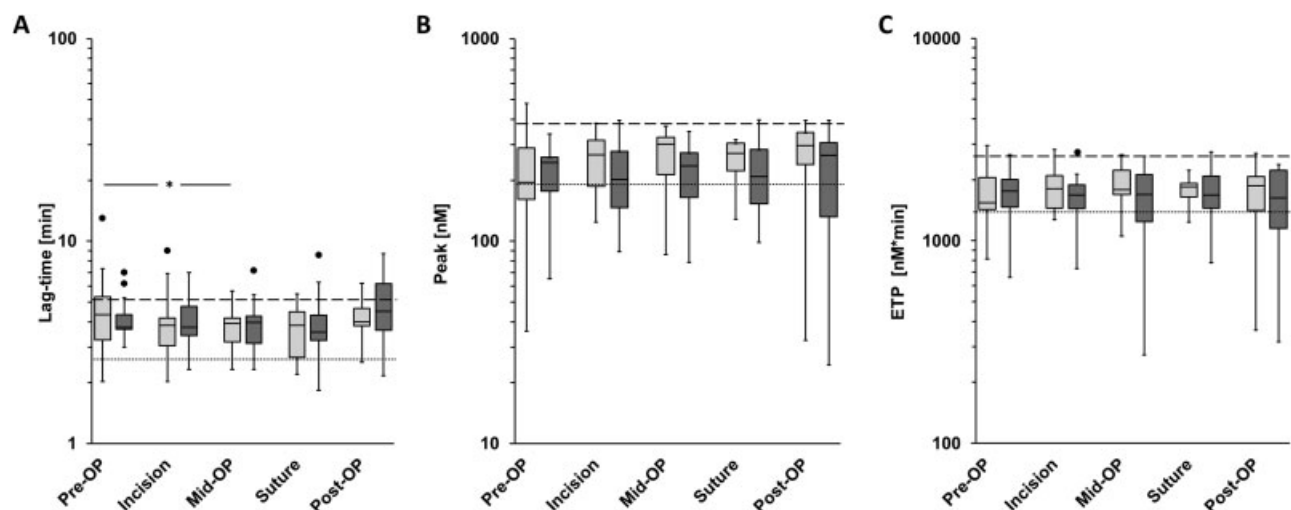 A
100
10
1
Lag-time [min]
*
Pre-OP
Incision
Mid-OP
Suture
Post-OP
B
1000
100
10
Peak [nM]
Pre-OP
Incision
Mid-OP
Suture
Post-OP
C
10000
1000
100
ETP [nM*min]
Pre-OP
Incision
Mid-OP
Suture
Post-OP